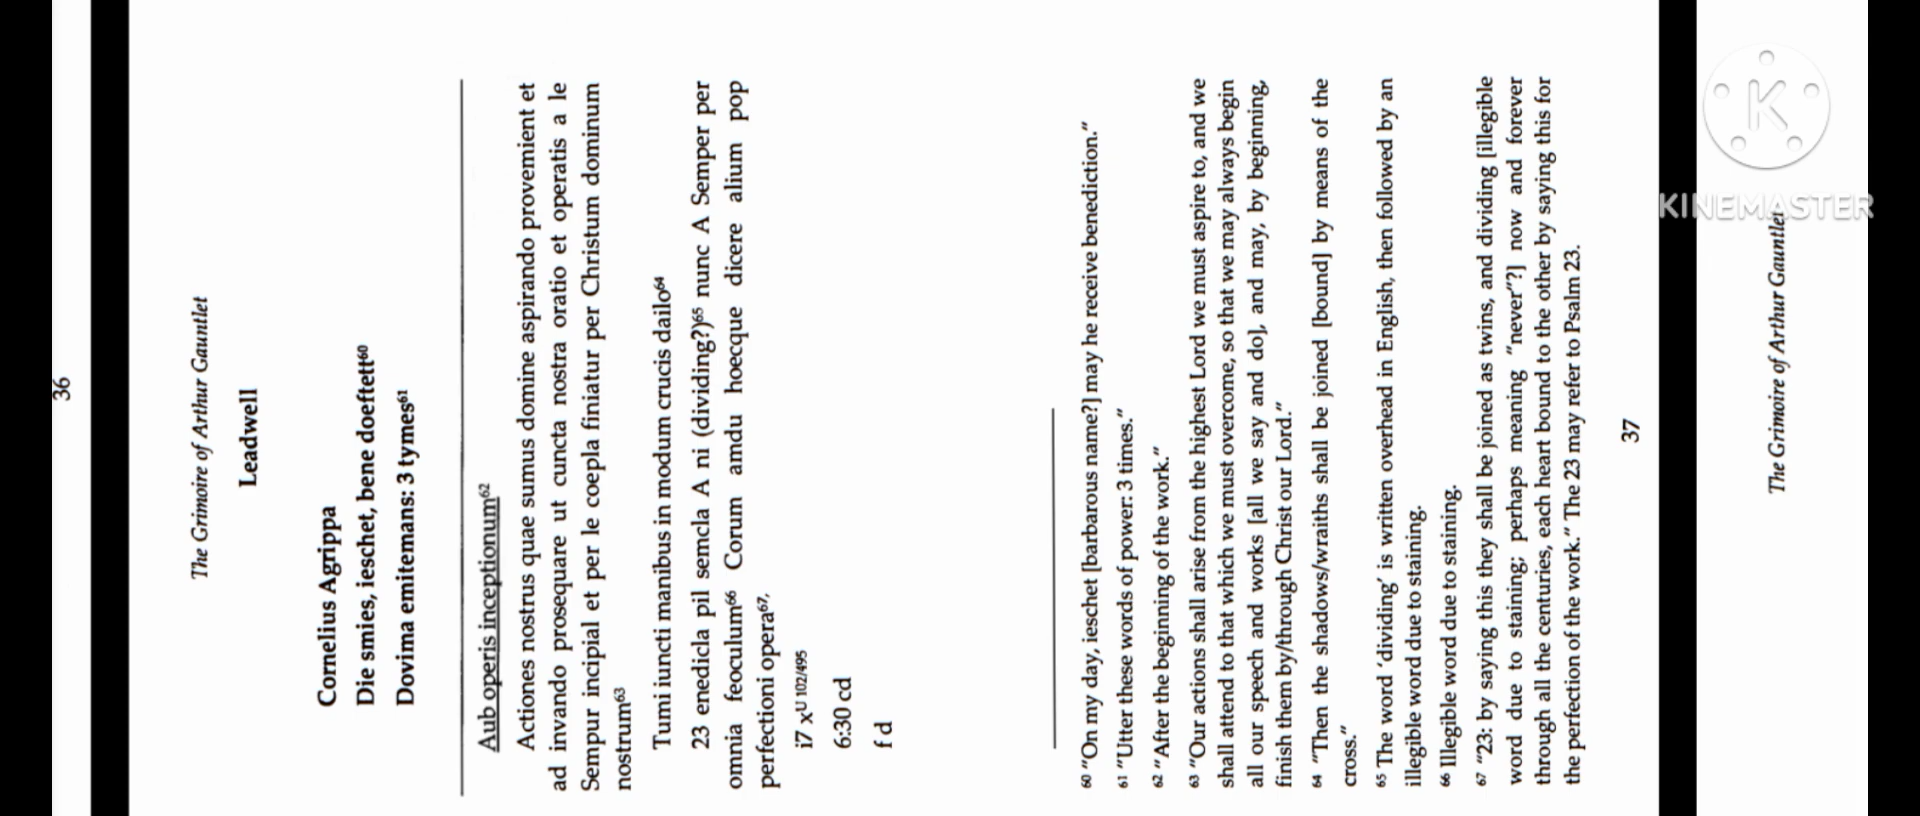 36
The Grimoire of Arthur Gauntlet
Leadwell
Cornelius Agrippa
Die smies, ieschet, bene doeftett⁶⁰
Dovima emitemans: 3 tymes⁶¹
Aub operis inceptionum⁶²
Actiones nostrus quae sumus domine aspirando provemient et
ad invando prosequare ut cuncta nostra oratio et operatis a le
Sempur incipial et per le coepla finiatur per Christum dominum
nostrum⁶³
Tumi iuncti manibus in modum crucis dailo⁶⁴
23 enedicla pil semcla A ni (dividing?)⁶⁵ nunc A Semper per
omnia feoculum⁶⁶ Corum amdu hoecque dicere alium pop
perfectioni opera⁶⁷,
i7 xU 102/495
6:30 cd
f d
60 "On my day, ieschet [barbarous name?] may he receive benediction."
61 "Utter these words of power: 3 times."
62 "After the beginning of the work."
63 "Our actions shall arise from the highest Lord we must aspire to, and we
shall attend to that which we must overcome, so that we may always begin
all our speech and works [all we say and do], and may, by beginning,
finish them by/through Christ our Lord."
64 "Then the shadows/wraiths shall be joined [bound] by means of the
cross."
65 The word 'dividing' is written overhead in English, then followed by an
illegible word due to staining.
66 Illegible word due to staining.
67 "23: by saying this they shall be joined as twins, and dividing [illegible
word due to staining; perhaps meaning "never"?] now and forever
through all the centuries, each heart bound to the other by saying this for
the perfection of the work." The 23 may refer to Psalm 23.
37
The Grimoire of Arthur Gauntlet
K
KINEMASTER